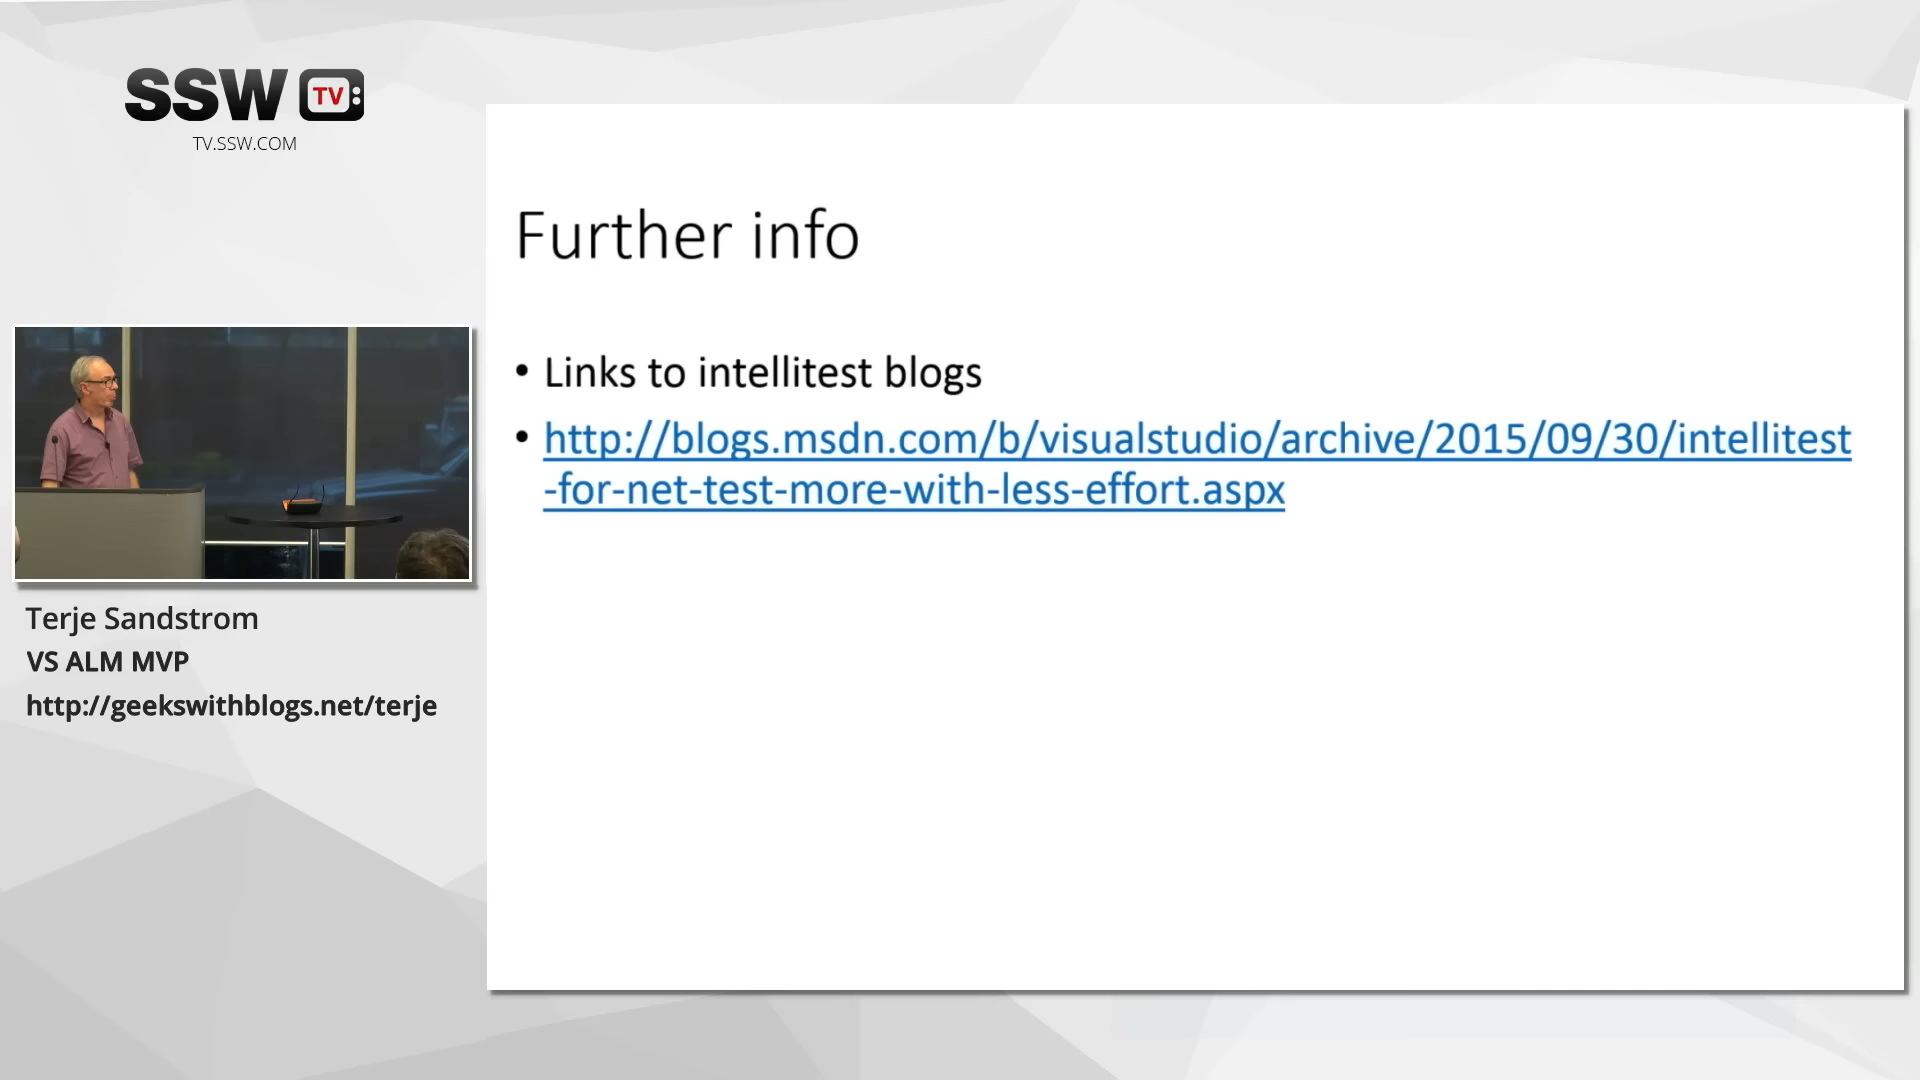 SSW TV:
TV.SSW.COM
Further info
• Links to intellitest blogs
• http://blogs.msdn.com/b/visualstudio/archive/2015/09/30/intellitest
-for-net-test-more-with-less-effort.aspx
Terje Sandstrom
VS ALM MVP
http://geekswithblogs.net/terje